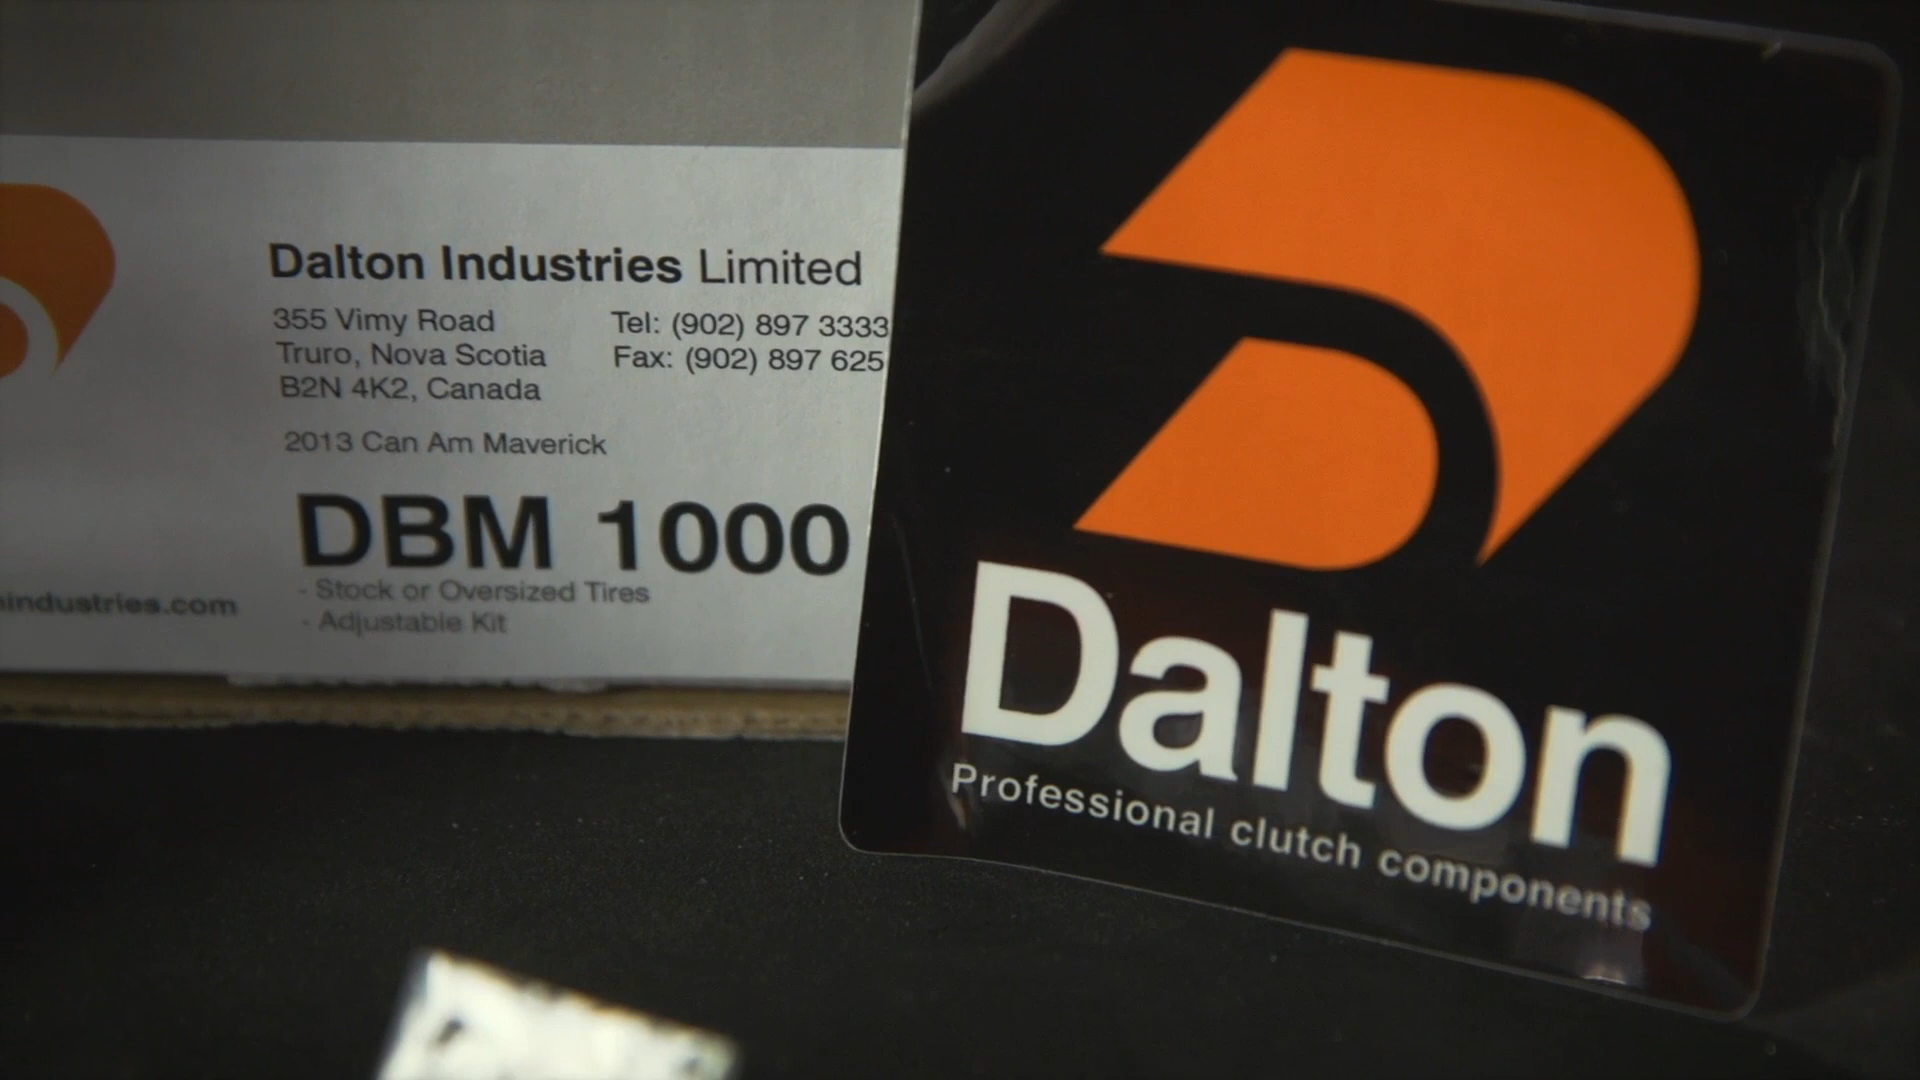 Dalton Industries Limited
355 Vimy Road
Truro, Nova Scotia
B2N 4K2, Canada
Tel: (902) 897 3333
Fax: (902) 897 625
2013 Can Am Maverick
DBM 1000
- Stock or Oversized Tires
- Adjustable Kit
industries.com
Dalton
Professional clutch components